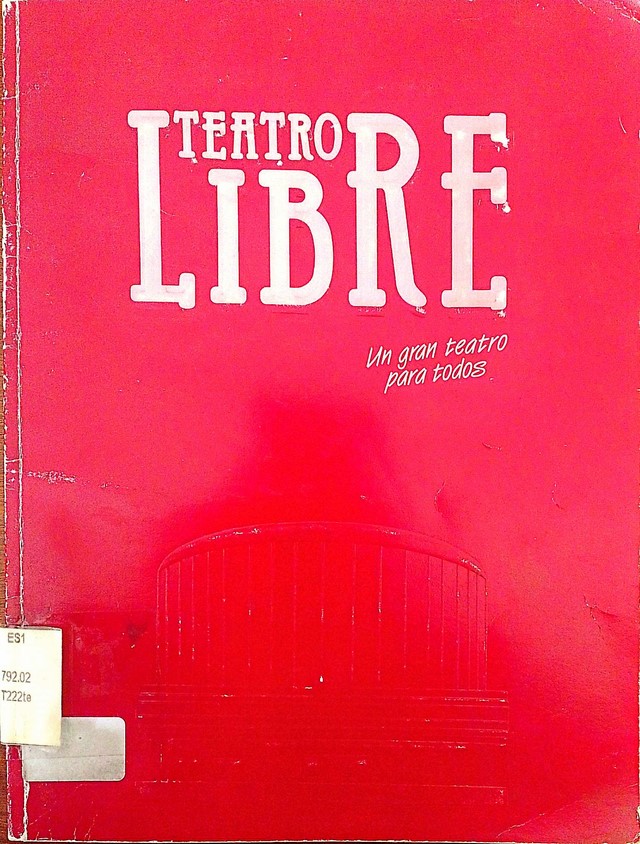 TEATRO
LIBRE
Un gran teatro
para todos
ES1
792.02
T222te